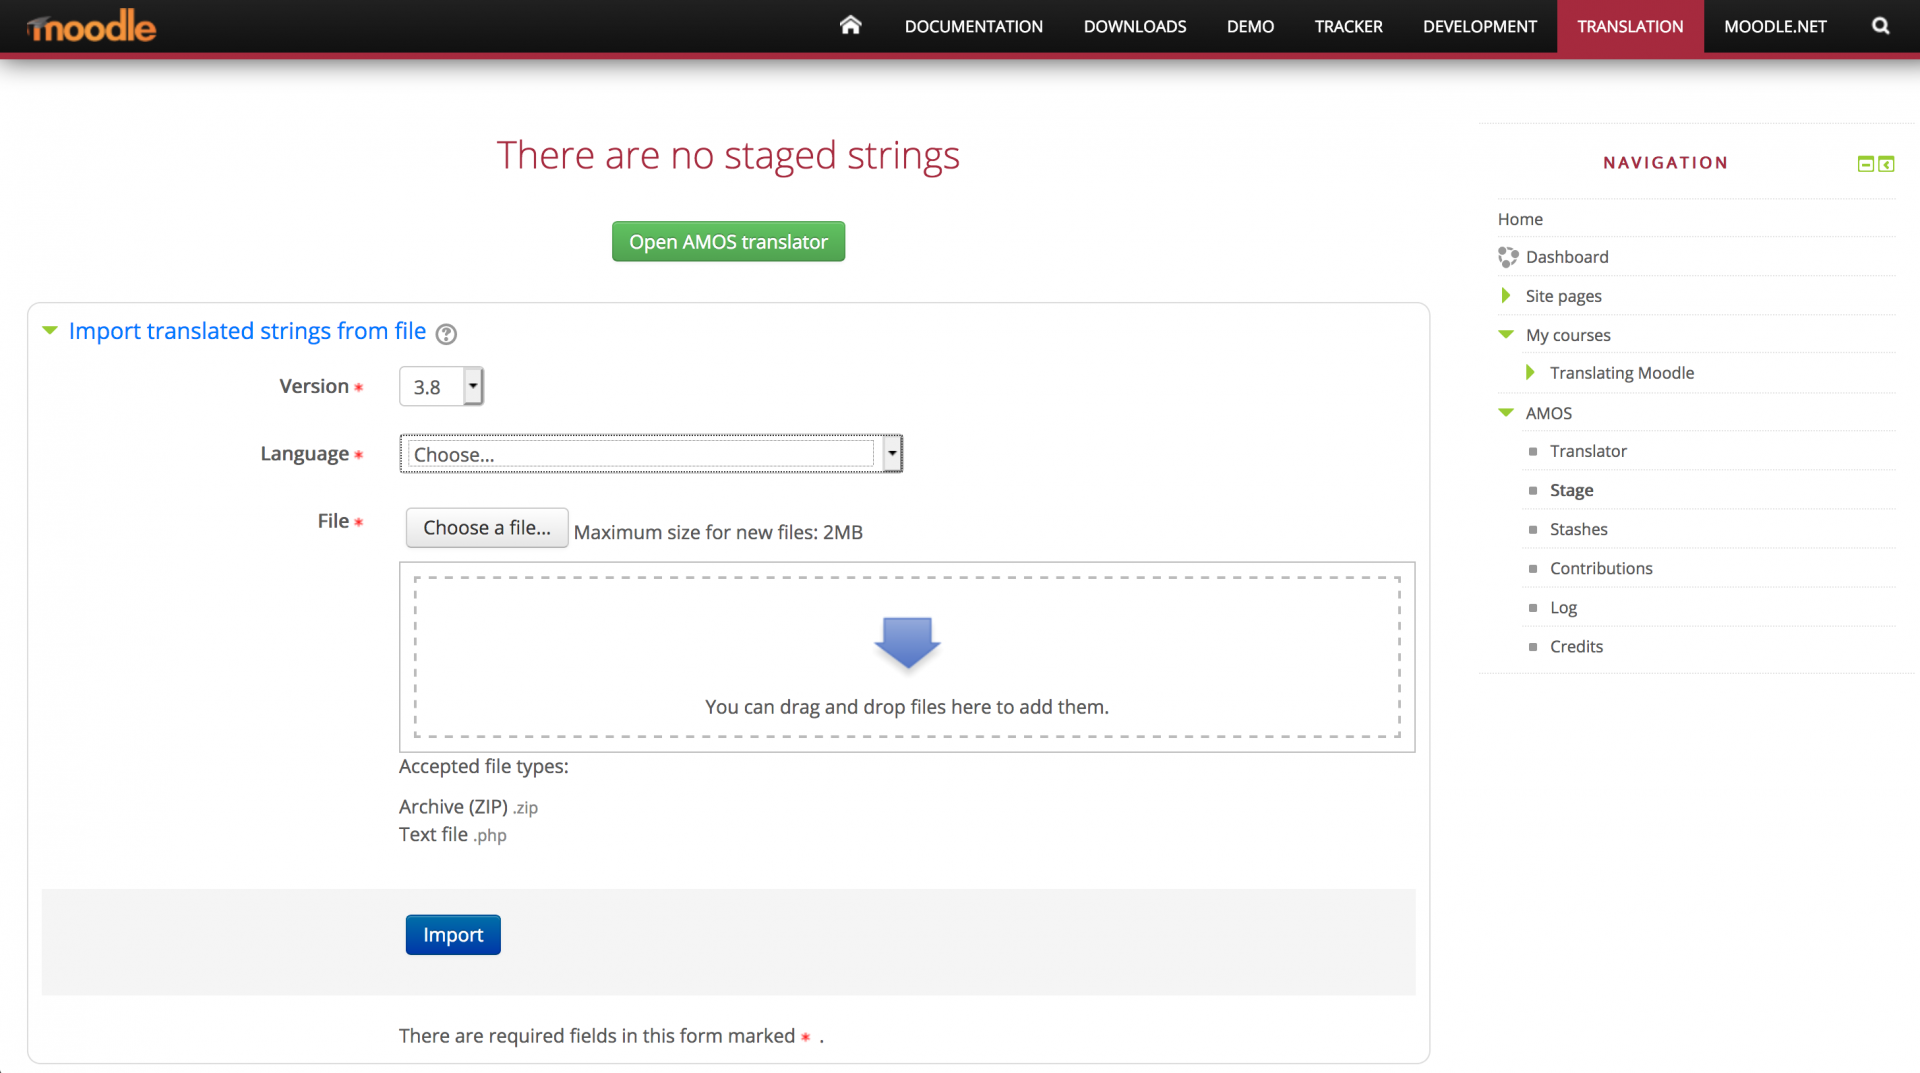 moodle
DOCUMENTATION DOWNLOADS DEMO TRACKER DEVELOPMENT TRANSLATION MOODLE.NET
There are no staged strings
Open AMOS translator
Import translated strings from file ?
Version * 3.8
Language * Choose...
File * Choose a file... Maximum size for new files: 2MB
You can drag and drop files here to add them.
Accepted file types:
Archive (ZIP) .zip
Text file .php
Import
There are required fields in this form marked * .
NAVIGATION
Home
Dashboard
Site pages
My courses
Translating Moodle
AMOS
Translator
Stage
Stashes
Contributions
Log
Credits